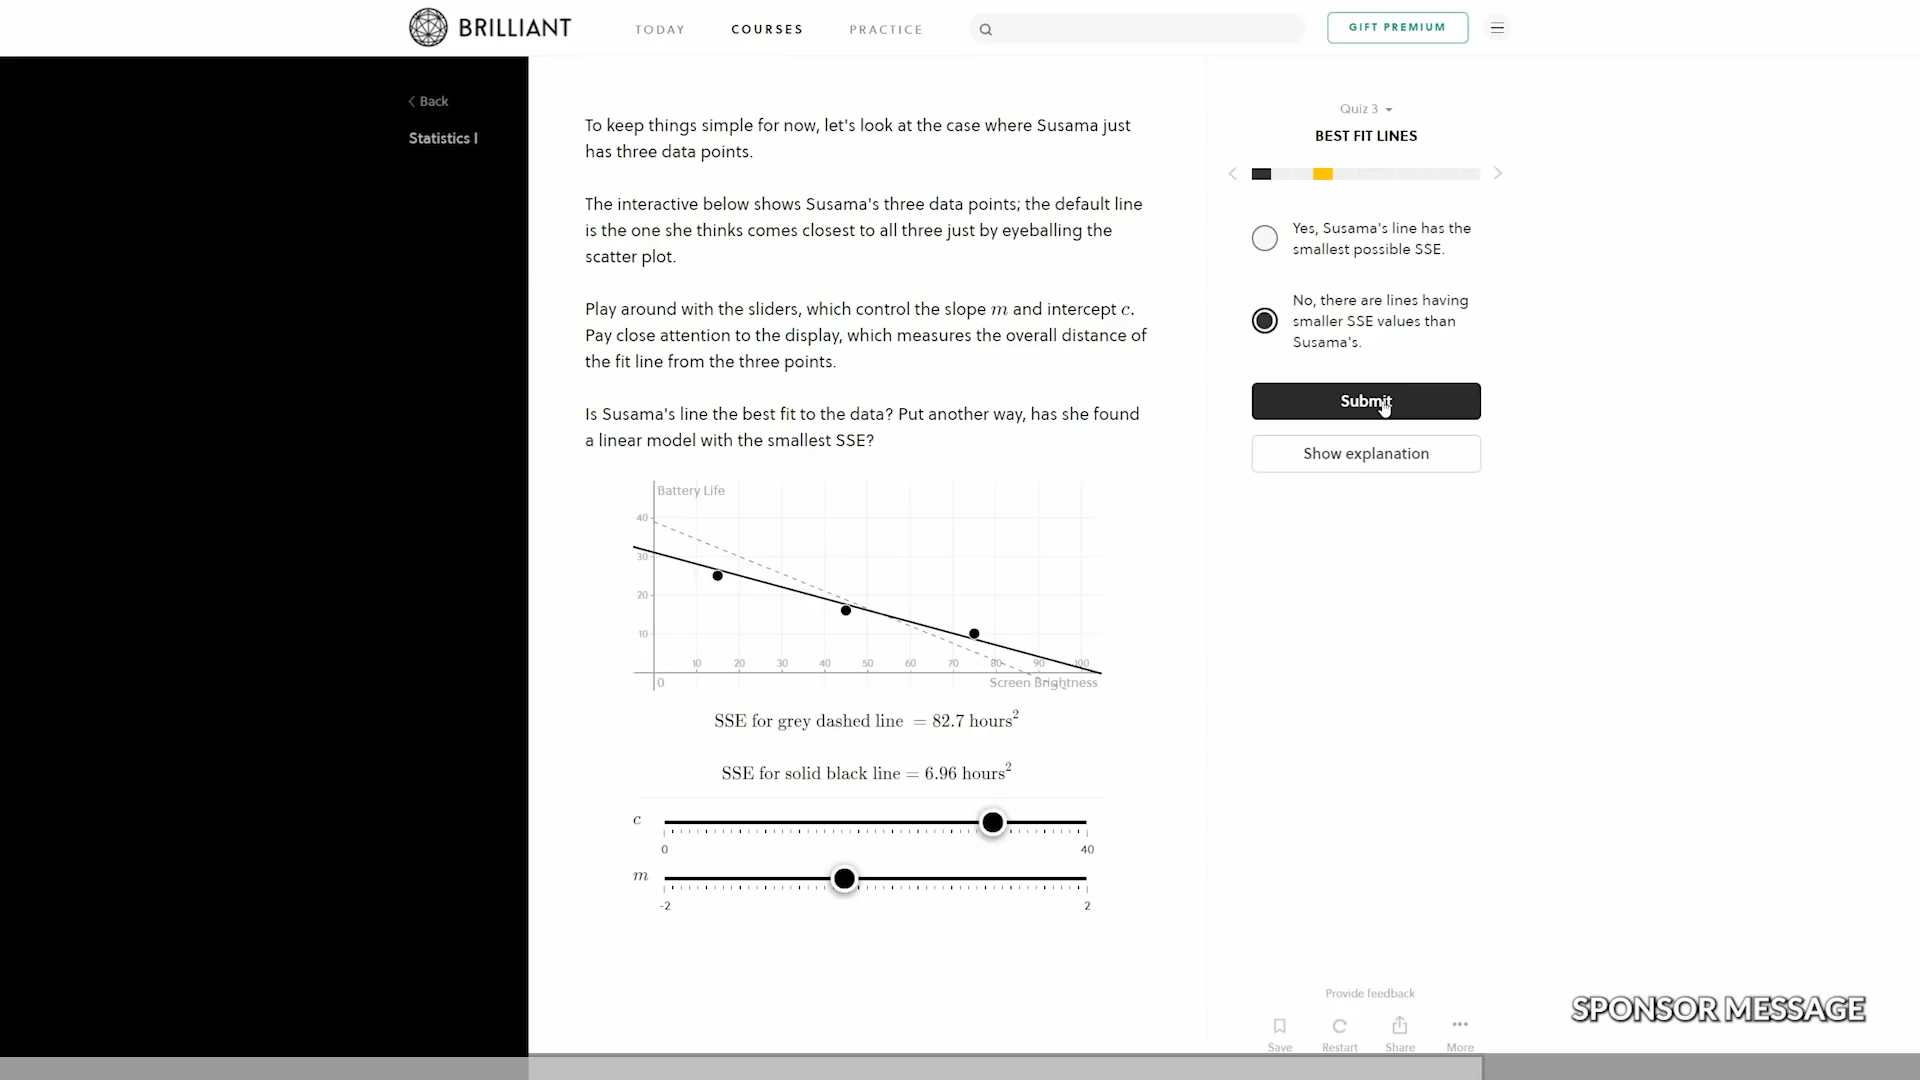 BRILLIANT
TODAY
COURSES
PRACTICE
GIFT PREMIUM
Back
Statistics I
To keep things simple for now, let's look at the case where Susama just
has three data points.
The interactive below shows Susama's three data points; the default line
is the one she thinks comes closest to all three just by eyeballing the
scatter plot.
Play around with the sliders, which control the slope m and intercept c.
Pay close attention to the display, which measures the overall distance of
the fit line from the three points.
Is Susama's line the best fit to the data? Put another way, has she found
a linear model with the smallest SSE?
Battery Life
40
30
20
10
10 20 30 40 50 60 70 80 90 100
0
Screen Brightness
SSE for grey dashed line = 82.7 hours²
SSE for solid black line = 6.96 hours²
c
0 40
m
-2 2
Quiz 3
BEST FIT LINES
Yes, Susama's line has the
smallest possible SSE.
No, there are lines having
smaller SSE values than
Susama's.
Submit
Show explanation
Provide feedback
Save Restart Share More
SPONSOR MESSAGE